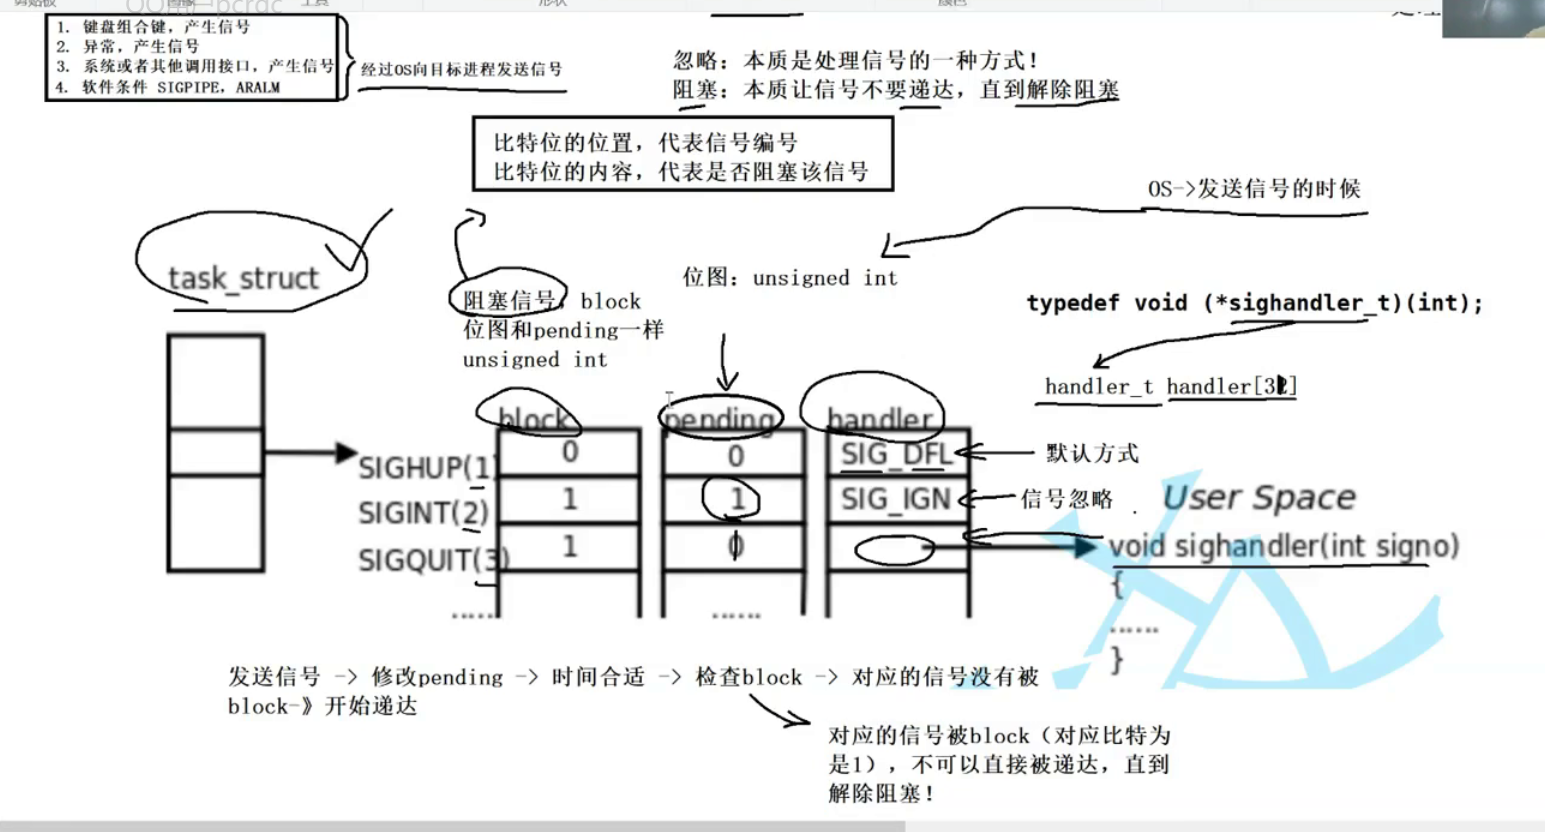 1. 键盘组合键，产生信号
2. 异常，产生信号
3. 系统或者其他调用接口，产生信号
4. 软件条件 SIGPIPE，ARALM
经过OS向目标进程发送信号
忽略：本质是处理信号的一种方式！
阻塞：本质让信号不要递达，直到解除阻塞
比特位的位置，代表信号编号
比特位的内容，代表是否阻塞该信号
OS->发送信号的时候
task_struct
阻塞信号，block
位图和pending一样
unsigned int
位图：unsigned int
typedef void (*sighandler_t)(int);
handler_t handler[32]
block
pending
handler
SIGHUP(1)
0
0
SIG_DFL
默认方式
SIGINT(2)
1
1
SIG_IGN
信号忽略
User Space
SIGQUIT(3)
1
0
void sighandler(int signo)
{
......
}
......
......
发送信号 -> 修改pending -> 时间合适 -> 检查block -> 对应的信号没有被
block-》开始递达
对应的信号被block（对应比特为
是1），不可以直接被递达，直到
解除阻塞！